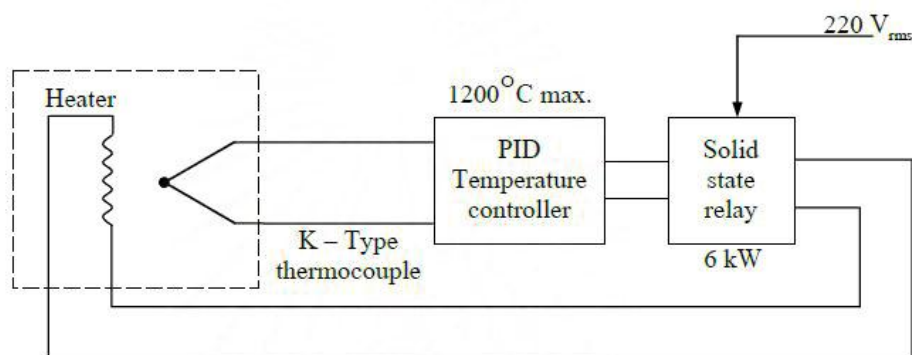 220 Vrms
Heater
1200°C max.
PID
Temperature
controller
Solid
state
relay
K – Type
thermocouple
6 kW